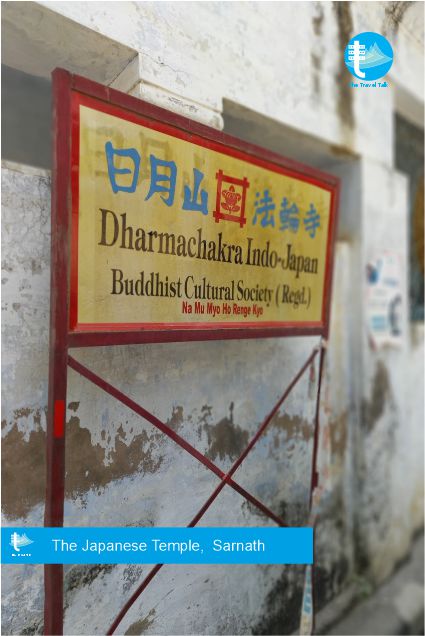 The Travel Talk
日月山 法輪寺
Dharmachakra Indo-Japan
Buddhist Cultural Society ( Regd.)
Na Mu Myo Ho Renge Kyo
The Japanese Temple, Sarnath